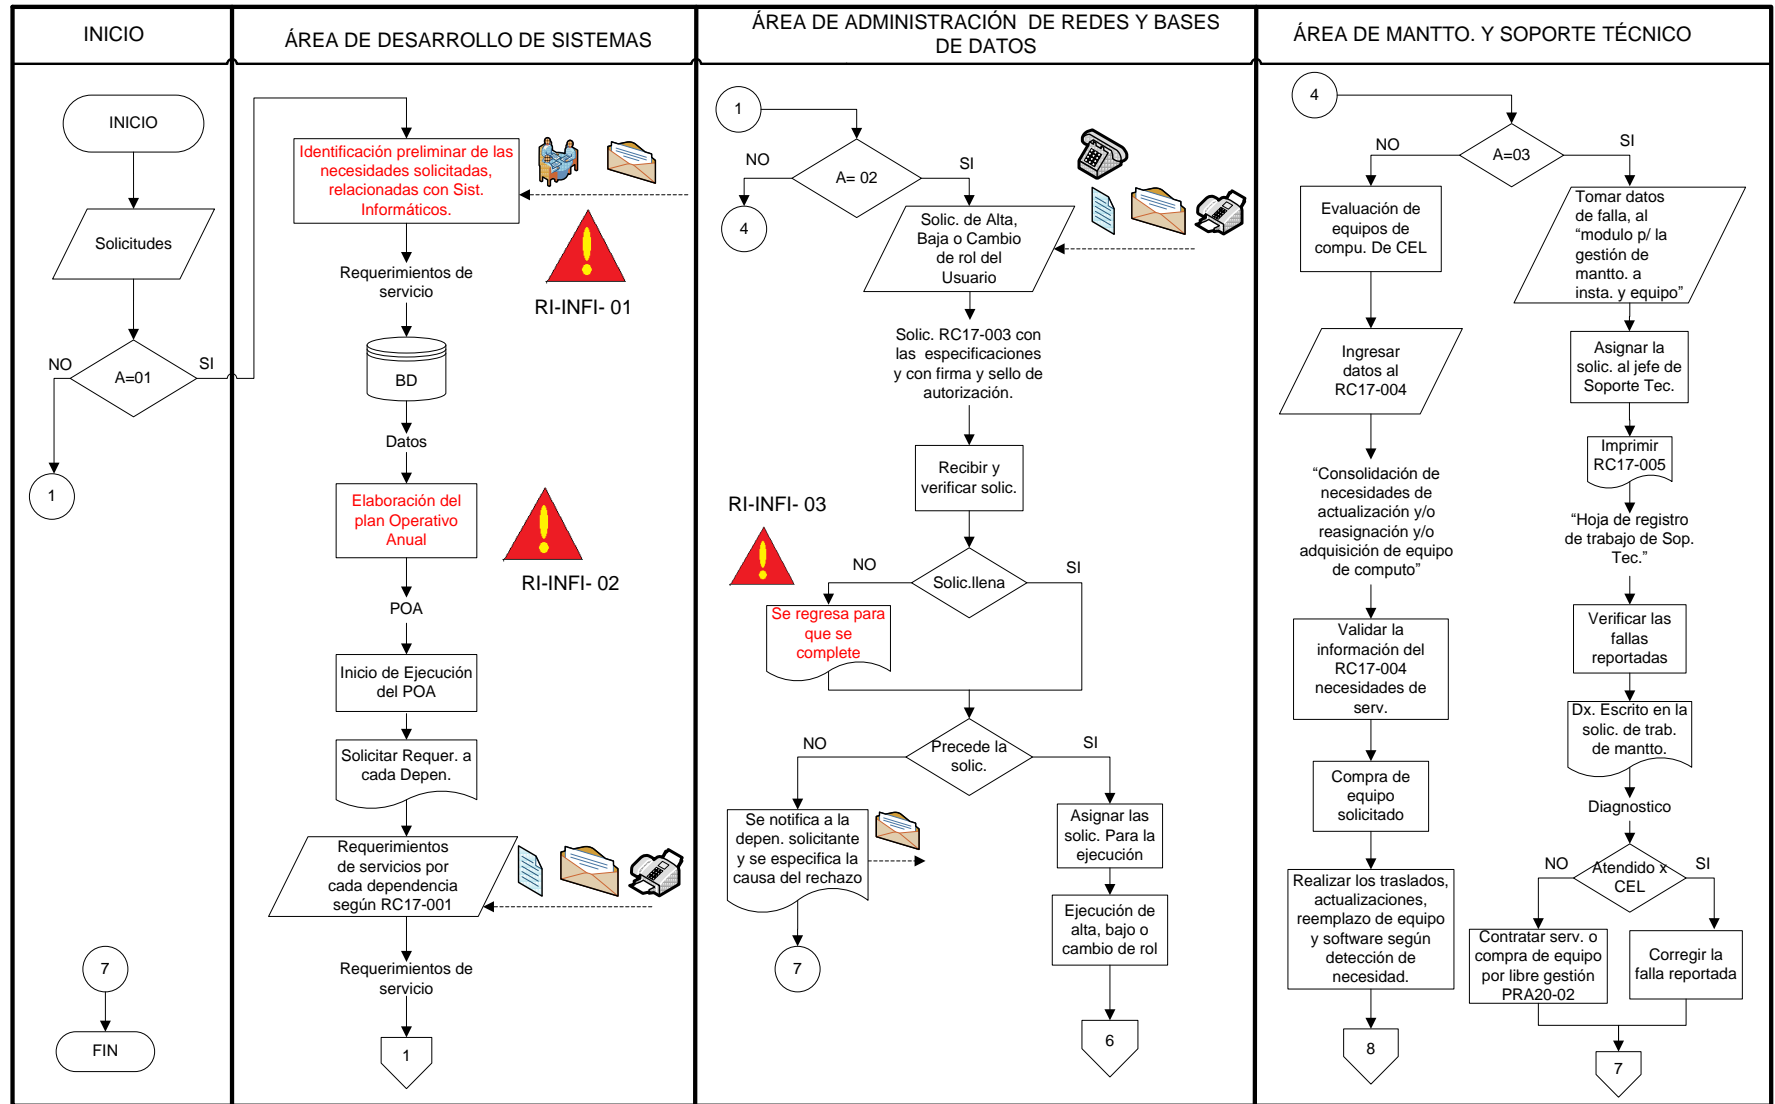 INICIO
ÁREA DE DESARROLLO DE SISTEMAS
ÁREA DE ADMINISTRACIÓN DE REDES Y BASES
DE DATOS
ÁREA DE MANTTO. Y SOPORTE TÉCNICO
INICIO
Solicitudes
A=01
NO
SI
1
7
FIN
Identificación preliminar de las
necesidades solicitadas,
relacionadas con Sist.
Informáticos.
RI-INFI- 01
Requerimientos de
servicio
BD
Datos
Elaboración del
plan Operativo
Anual
RI-INFI- 02
POA
Inicio de Ejecución
del POA
Solicitar Requer. a
cada Depen.
Requerimientos
de servicios por
cada dependencia
según RC17-001
Requerimientos de
servicio
1
1
A= 02
NO
SI
4
Solic. de Alta,
Baja o Cambio
de rol del
Usuario
Solic. RC17-003 con
las especificaciones
y con firma y sello de
autorización.
Recibir y
verificar solic.
RI-INFI- 03
Solic.llena
NO
SI
Se regresa para
que se
complete
Precede la
solic.
NO
SI
Se notifica a la
depen. solicitante
y se especifica la
causa del rechazo
7
Asignar las
solic. Para la
ejecución
Ejecución de
alta, bajo o
cambio de rol
6
4
A=03
NO
SI
Evaluación de
equipos de
compu. De CEL
Ingresar
datos al
RC17-004
“Consolidación de
necesidades de
actualización y/o
reasignación y/o
adquisición de equipo
de computo”
Validar la
información del
RC17-004
necesidades de
serv.
Compra de
equipo
solicitado
Realizar los traslados,
actualizaciones,
reemplazo de equipo
y software según
detección de
necesidad.
8
Tomar datos
de falla, al
“modulo p/ la
gestión de
mantto. a
insta. y equipo”
Asignar la
solic. al jefe de
Soporte Tec.
Imprimir
RC17-005
“Hoja de registro
de trabajo de Sop.
Tec.”
Verificar las
fallas
reportadas
Dx. Escrito en la
solic. de trab.
de mantto.
Diagnostico
Atendido x
CEL
NO
SI
Contratar serv. o
compra de equipo
por libre gestión
PRA20-02
Corregir la
falla reportada
7